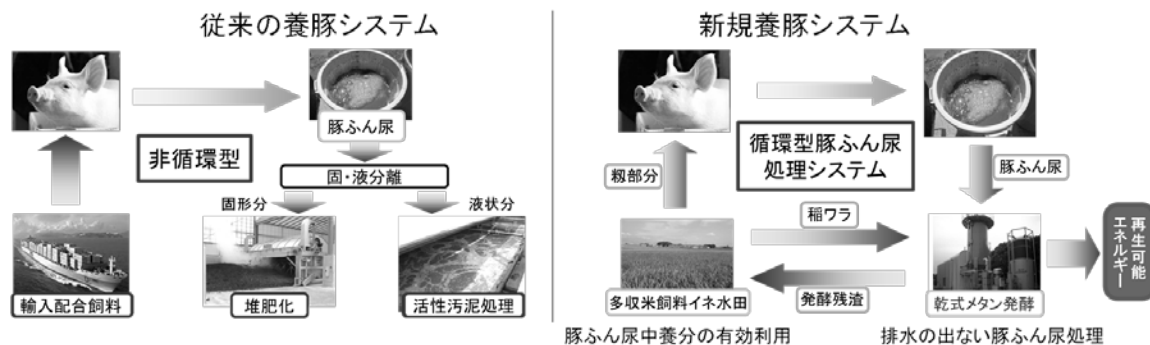 従来の養豚システム
豚ふん尿
非循環型
固・液分離
固形分
液状分
輸入配合飼料
堆肥化
活性汚泥処理
新規養豚システム
循環型豚ふん尿
処理システム
籾部分
豚ふん尿
稲ワラ
再生可能
エネルギー
多収米飼料イネ水田
発酵残渣
乾式メタン発酵
豚ふん尿中養分の有効利用
排水の出ない豚ふん尿処理